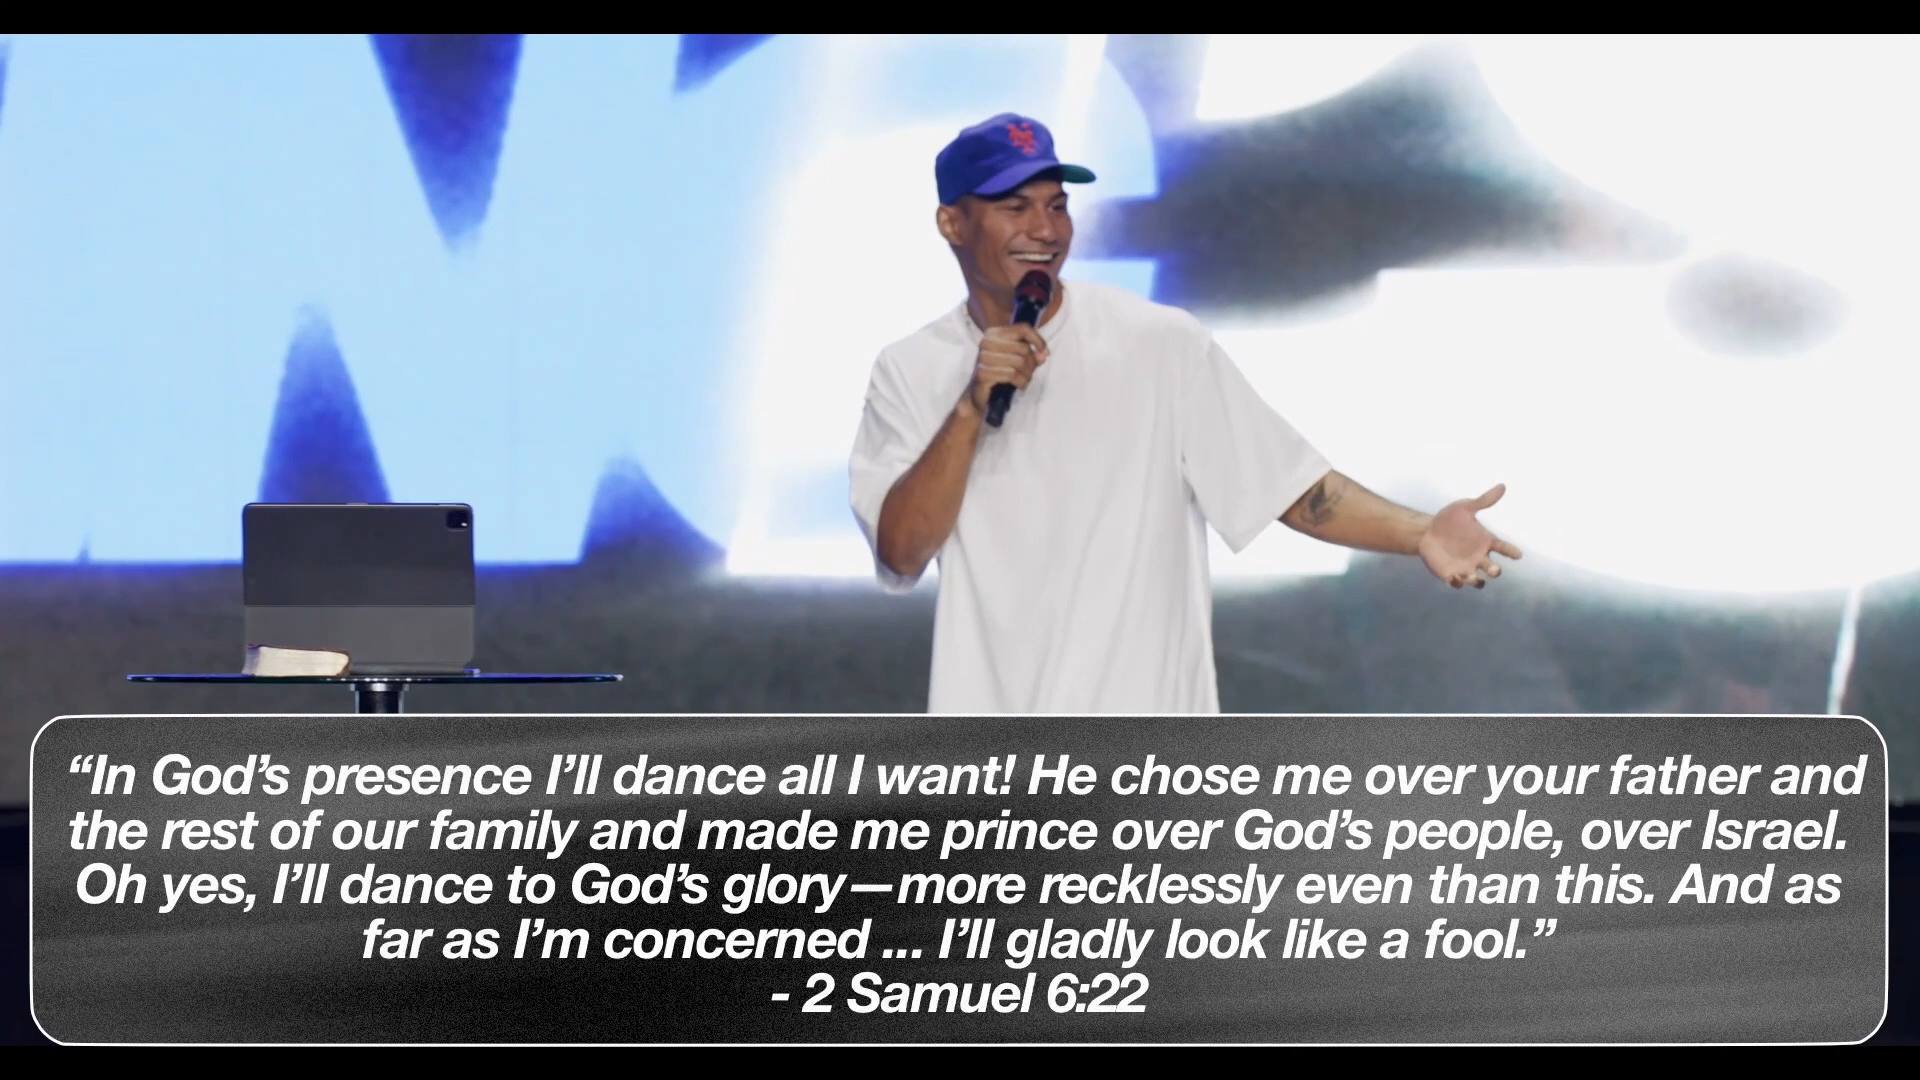 NY
“In God’s presence I’ll dance all I want! He chose me over your father and
the rest of our family and made me prince over God’s people, over Israel.
Oh yes, I’ll dance to God’s glory—more recklessly even than this. And as
far as I’m concerned ... I’ll gladly look like a fool.”
- 2 Samuel 6:22